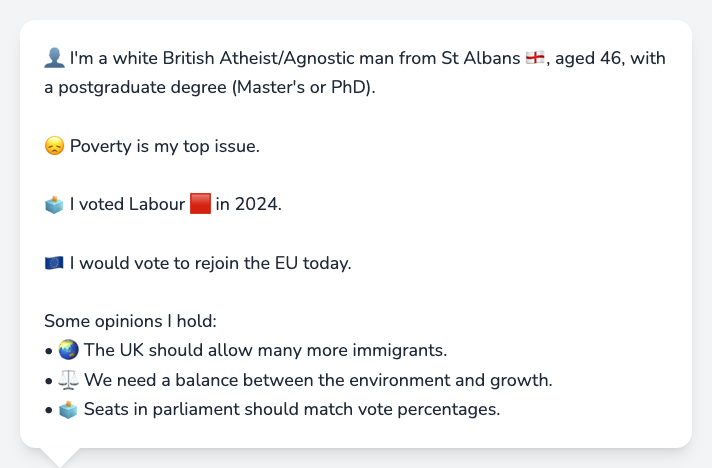 👤 I'm a white British Atheist/Agnostic man from St Albans 🏴󠁧󠁢󠁥󠁮󠁧󠁿, aged 46, with
a postgraduate degree (Master's or PhD).
😞 Poverty is my top issue.
🗳️ I voted Labour 🟥 in 2024.
🇪🇺 I would vote to rejoin the EU today.
Some opinions I hold:
• 🌏 The UK should allow many more immigrants.
• ⚖️ We need a balance between the environment and growth.
• 🗳️ Seats in parliament should match vote percentages.